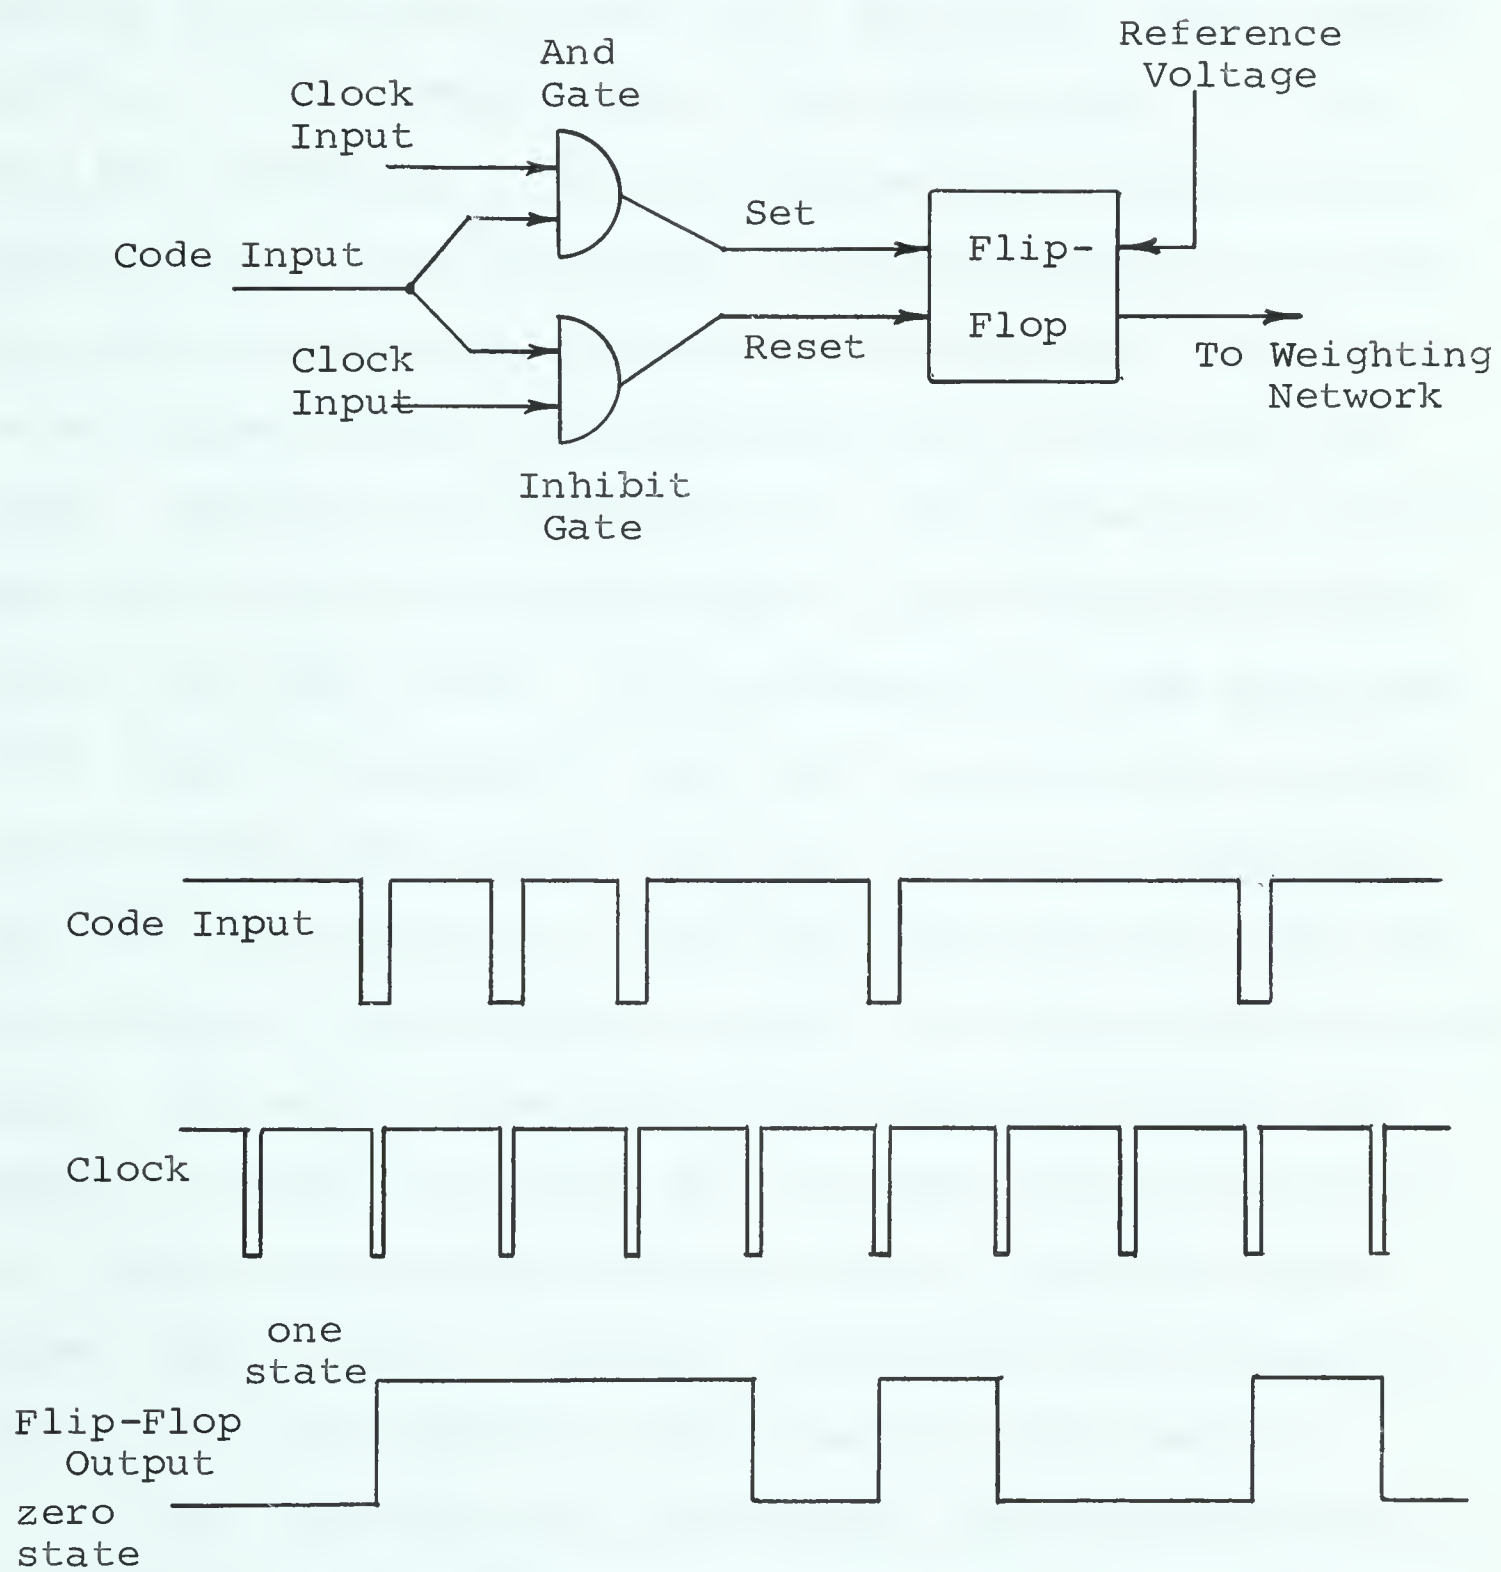 And
Gate
Clock
Input
Reference
Voltage
Set
Code Input
Flip-
Flop
Reset
Clock
Input
To Weighting
Network
Inhibit
Gate
Code Input
Clock
one
state
Flip-Flop
Output
zero
state